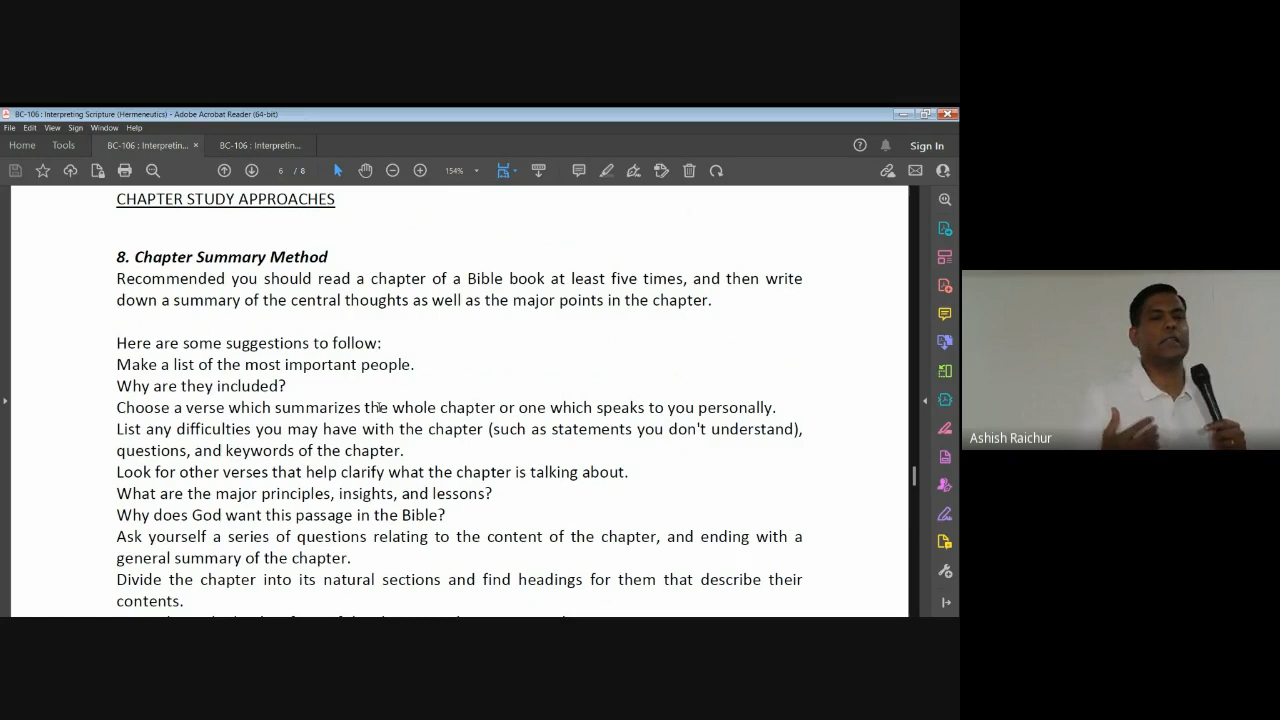 BC-106 : Interpreting Scripture (Hermeneutics) - Adobe Acrobat Reader (64-bit)
File Edit View Sign Window Help
Home Tools BC-106 : Interpretin... × BC-106 : Interpretin... Sign In
6 / 8 154%
CHAPTER STUDY APPROACHES
8. Chapter Summary Method
Recommended you should read a chapter of a Bible book at least five times, and then write
down a summary of the central thoughts as well as the major points in the chapter.
Here are some suggestions to follow:
Make a list of the most important people.
Why are they included?
Choose a verse which summarizes the whole chapter or one which speaks to you personally.
List any difficulties you may have with the chapter (such as statements you don't understand),
questions, and keywords of the chapter.
Look for other verses that help clarify what the chapter is talking about.
What are the major principles, insights, and lessons?
Why does God want this passage in the Bible?
Ask yourself a series of questions relating to the content of the chapter, and ending with a
general summary of the chapter.
Divide the chapter into its natural sections and find headings for them that describe their
contents.
Ashish Raichur